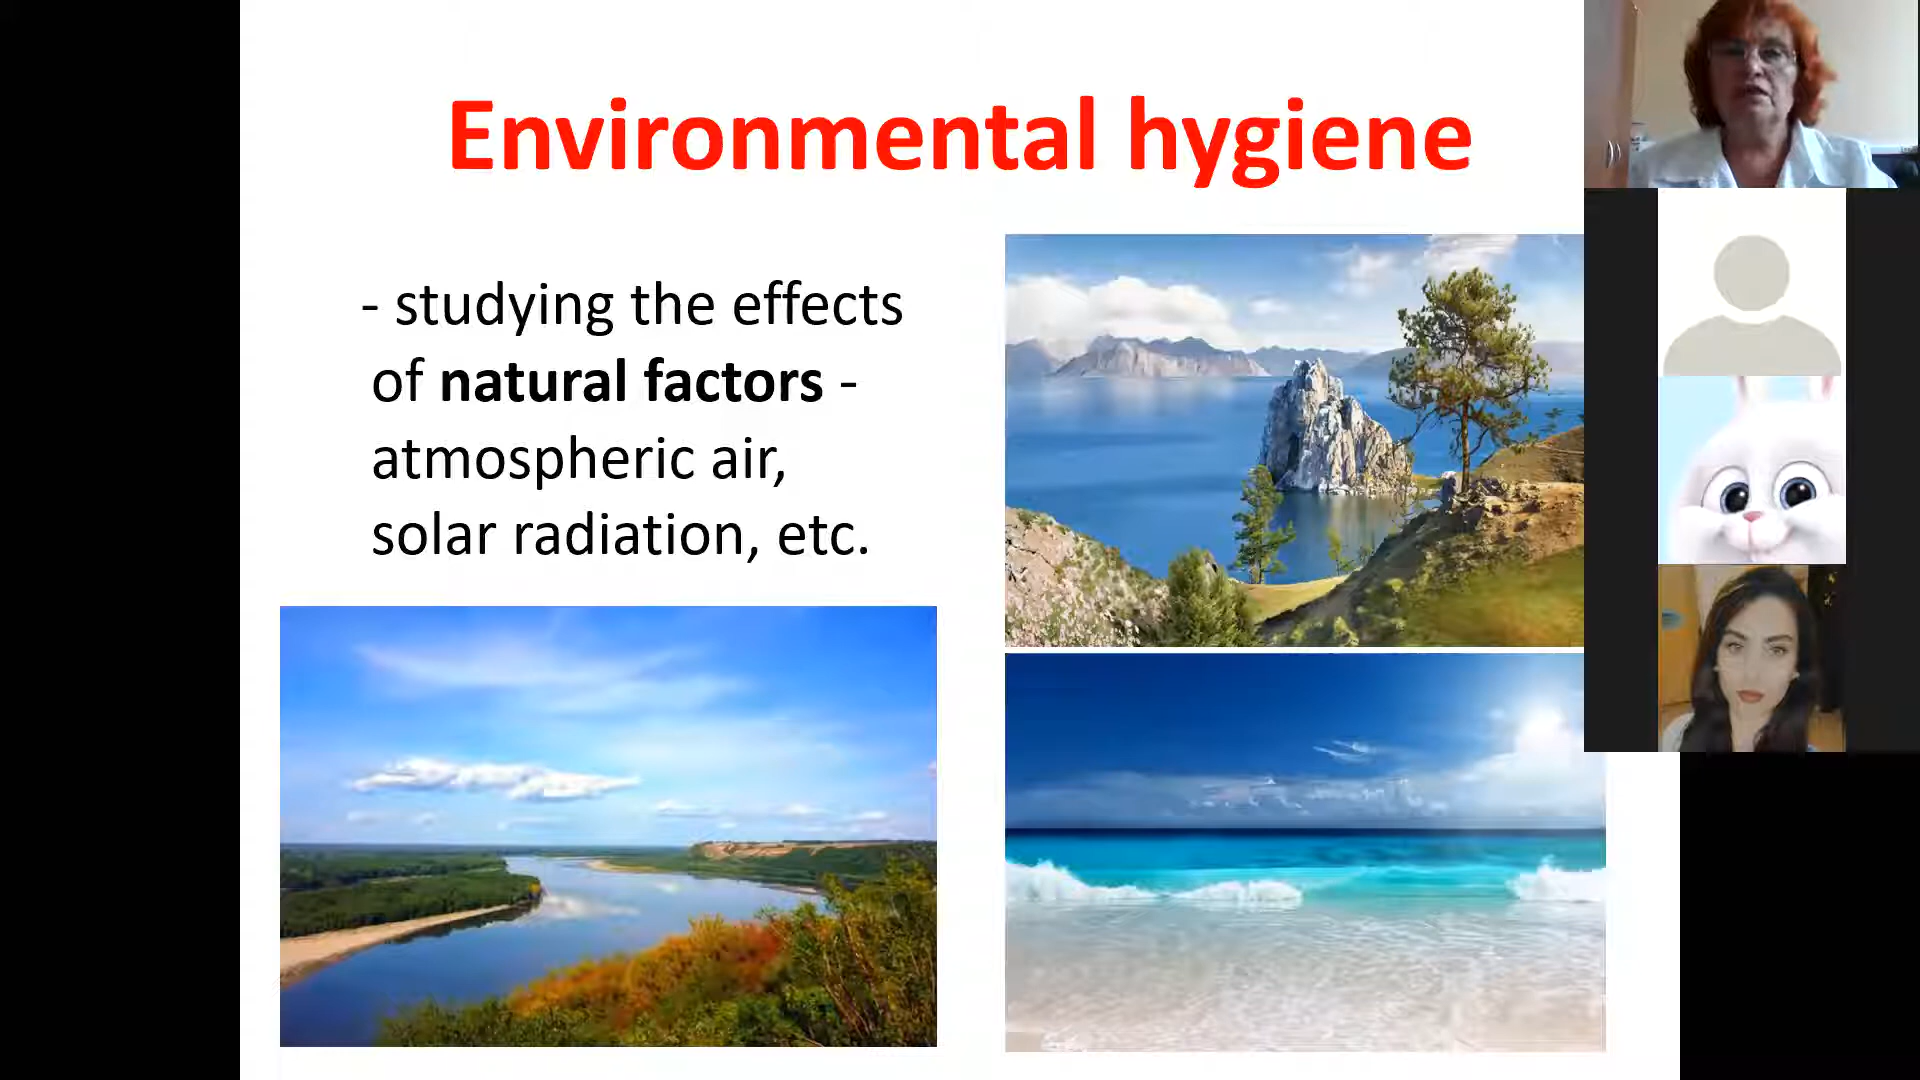 Environmental hygiene
- studying the effects
of natural factors -
atmospheric air,
solar radiation, etc.